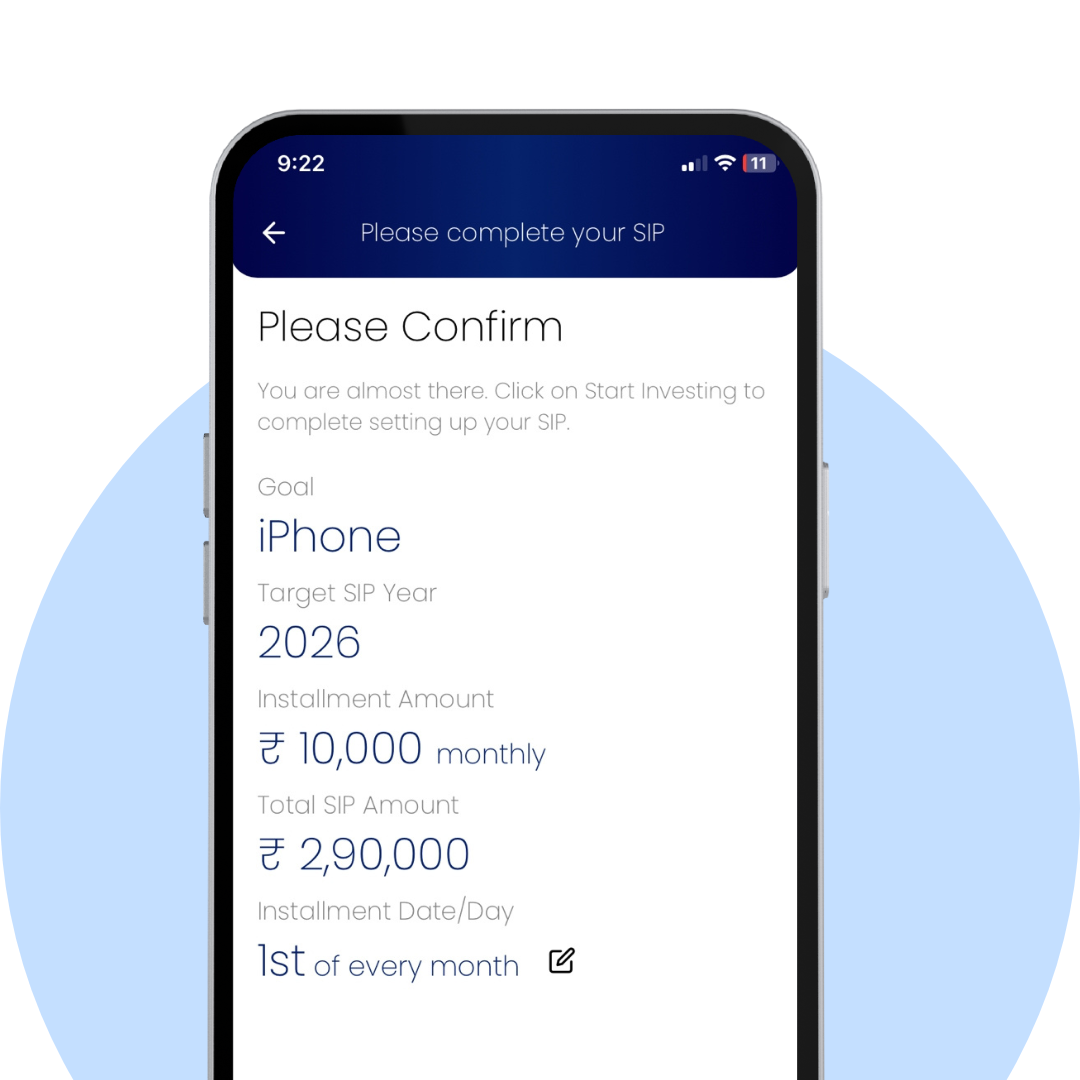 9:22
11
Please complete your SIP
Please Confirm
You are almost there. Click on Start Investing to
complete setting up your SIP.
Goal
iPhone
Target SIP Year
2026
Installment Amount
₹ 10,000 monthly
Total SIP Amount
₹ 2,90,000
Installment Date/Day
1st of every month